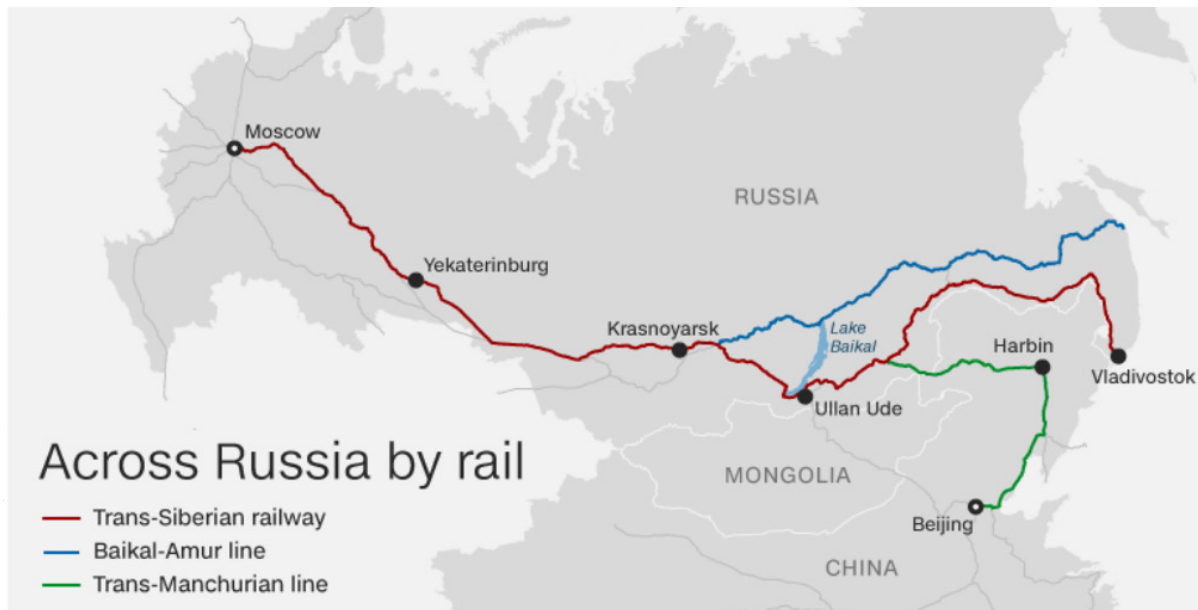 Moscow
RUSSIA
Yekaterinburg
Krasnoyarsk
Lake
Baikal
Harbin
Vladivostok
Ullan Ude
Across Russia by rail
MONGOLIA
Trans-Siberian railway
Beijing
Baikal-Amur line
CHINA
Trans-Manchurian line